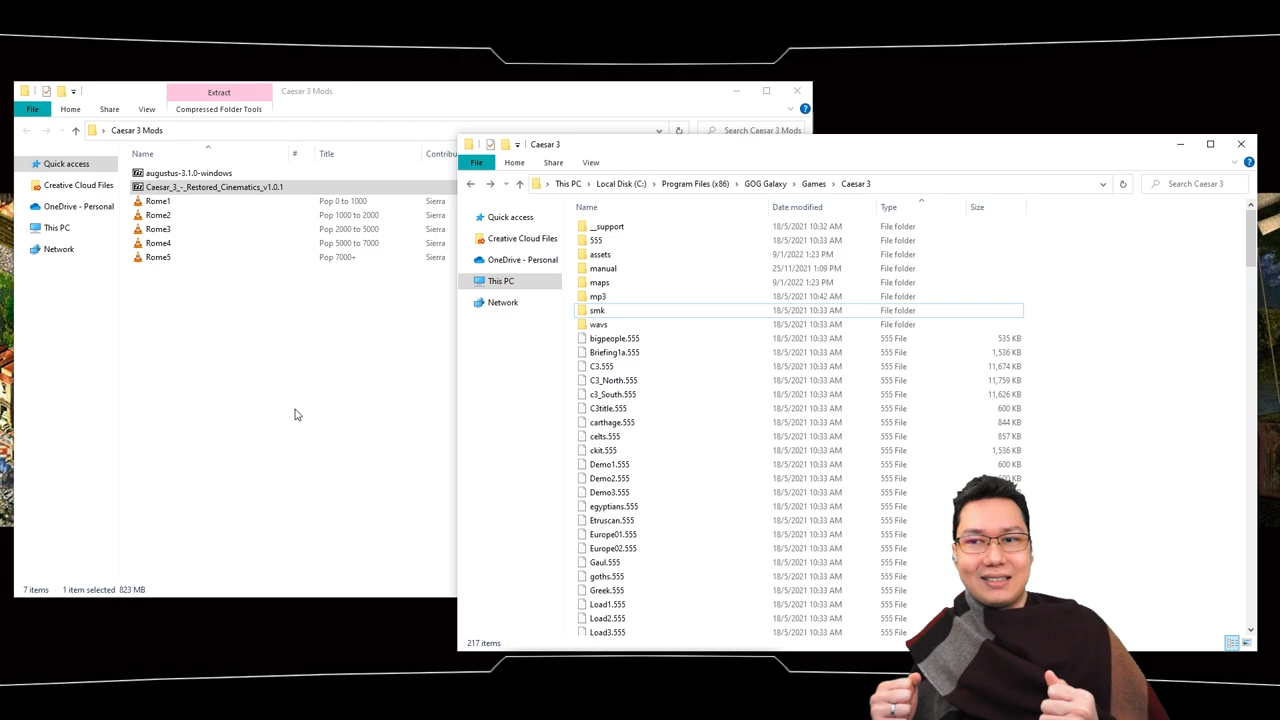 Extract
Caesar 3 Mods
File
Home
Share
View
Compressed Folder Tools
Caesar 3 Mods
Search Caesar 3 Mods
Name
#
Title
Contribu
Quick access
Creative Cloud Files
OneDrive - Personal
This PC
Network
augustus-3.1.0-windows
Caesar_3_-_Restored_Cinematics_v1.0.1
Rome1 Pop 0 to 1000 Sierra
Rome2 Pop 1000 to 2000 Sierra
Rome3 Pop 2000 to 5000 Sierra
Rome4 Pop 5000 to 7000 Sierra
Rome5 Pop 7000+ Sierra
7 items 1 item selected 823 MB
Caesar 3
File
Home
Share
View
This PC > Local Disk (C:) > Program Files (x86) > GOG Galaxy > Games > Caesar 3
Search Caesar 3
Name
Date modified
Type
Size
Quick access
Creative Cloud Files
OneDrive - Personal
This PC
Network
__support 18/5/2021 10:32 AM File folder
555 18/5/2021 10:33 AM File folder
assets 9/1/2022 1:23 PM File folder
manual 25/11/2021 1:09 PM File folder
maps 9/1/2022 1:23 PM File folder
mp3 18/5/2021 10:42 AM File folder
smk 18/5/2021 10:33 AM File folder
wavs 18/5/2021 10:33 AM File folder
bigpeople.555 18/5/2021 10:33 AM 555 File 535 KB
Briefing1a.555 18/5/2021 10:33 AM 555 File 1,536 KB
C3.555 18/5/2021 10:33 AM 555 File 11,674 KB
C3_North.555 18/5/2021 10:33 AM 555 File 11,759 KB
c3_South.555 18/5/2021 10:33 AM 555 File 11,626 KB
C3title.555 18/5/2021 10:33 AM 555 File 600 KB
carthage.555 18/5/2021 10:33 AM 555 File 844 KB
celts.555 18/5/2021 10:33 AM 555 File 857 KB
ckit.555 18/5/2021 10:33 AM 555 File 1,536 KB
Demo1.555 18/5/2021 10:33 AM 555 File 600 KB
Demo2.555 18/5/2021 10:33 AM 555 File KB
Demo3.555 18/5/2021 10:33 AM 555 File
egyptians.555 18/5/2021 10:33 AM 555 File
Etruscan.555 18/5/2021 10:33 AM 555 File
Europe01.555 18/5/2021 10:33 AM 555 File
Europe02.555 18/5/2021 10:33 AM 555 File
Gaul.555 18/5/2021 10:33 AM 555 File
goths.555 18/5/2021 10:33 AM 555 File
Greek.555 18/5/2021 10:33 AM 555 File
Load1.555 18/5/2021 10:33 AM 555 File
Load2.555 18/5/2021 10:33 AM 555 File
Load3.555 18/5/2021 10:33 AM 555 File
217 items